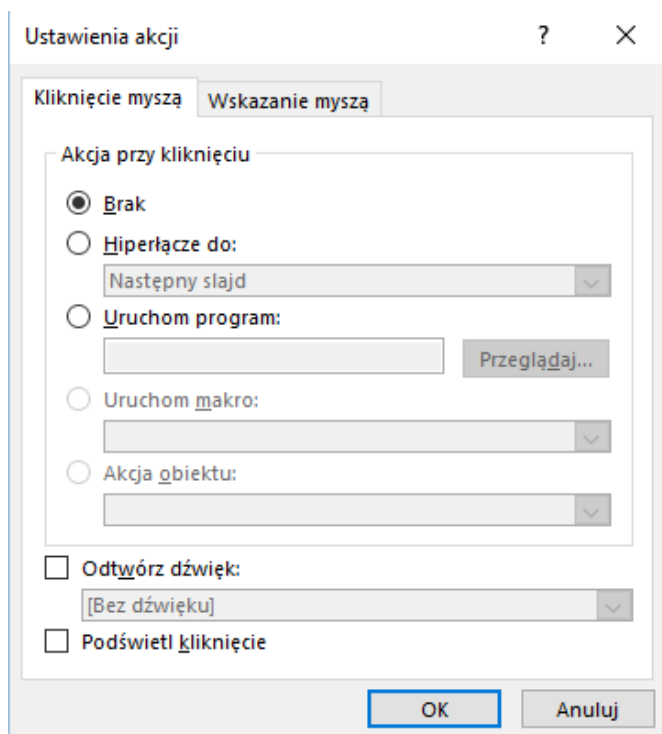 Ustawienia akcji ?
Kliknięcie myszą Wskazanie myszą
Akcja przy kliknięciu
Brak
Hiperłącze do:
Następny slajd
Uruchom program:
Przeglądaj...
Uruchom makro:
Akcja obiektu:
Odtwórz dźwięk:
[Bez dźwięku]
Podświetl kliknięcie
OK Anuluj